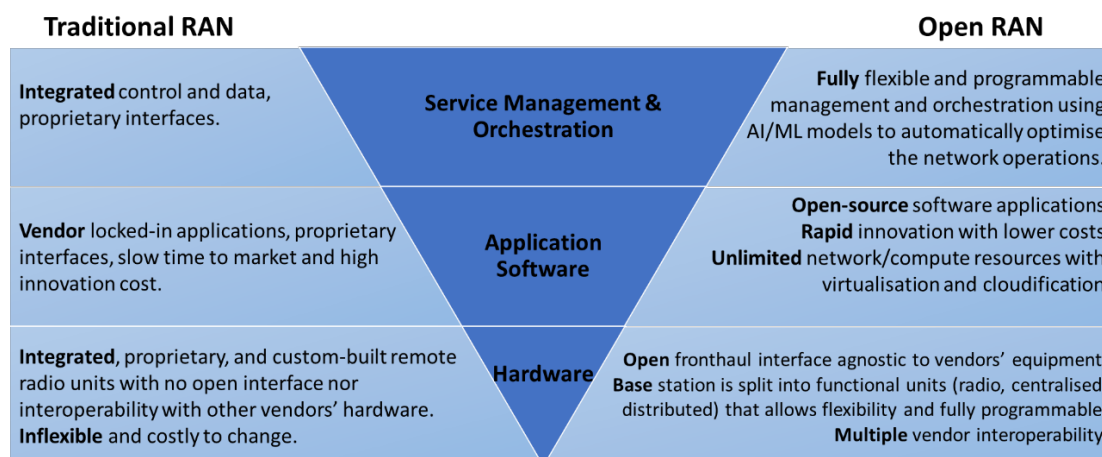 Traditional RAN
Open RAN
Integrated control and data,
proprietary interfaces.
Service Management &
Orchestration
Fully flexible and programmable
management and orchestration using
AI/ML models to automatically optimise
the network operations.
Vendor locked-in applications, proprietary
interfaces, slow time to market and high
innovation cost.
Application
Software
Open-source software applications
Rapid innovation with lower costs
Unlimited network/compute resources with
virtualisation and cloudification
Integrated, proprietary, and custom-built remote
radio units with no open interface nor
interoperability with other vendors’ hardware.
Inflexible and costly to change.
Hardware
Open fronthaul interface agnostic to vendors’ equipment
Base station is split into functional units (radio, centralised
distributed) that allows flexibility and fully programmable
Multiple vendor interoperability